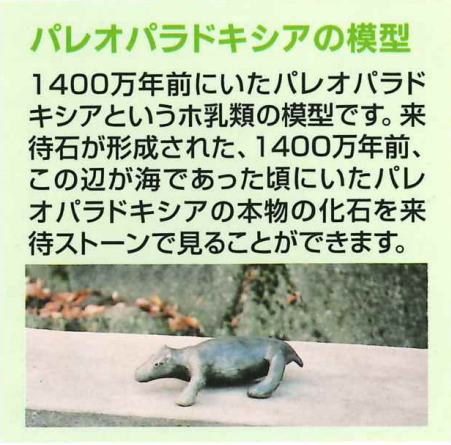 パレオパラドキシアの模型
1400万年前にいたパレオパラド
キシアというホ乳類の模型です。来
待石が形成された、1400万年前、
この辺が海であった頃にいたパレ
オパラドキシアの本物の化石を来
待ストーンで見ることができます。